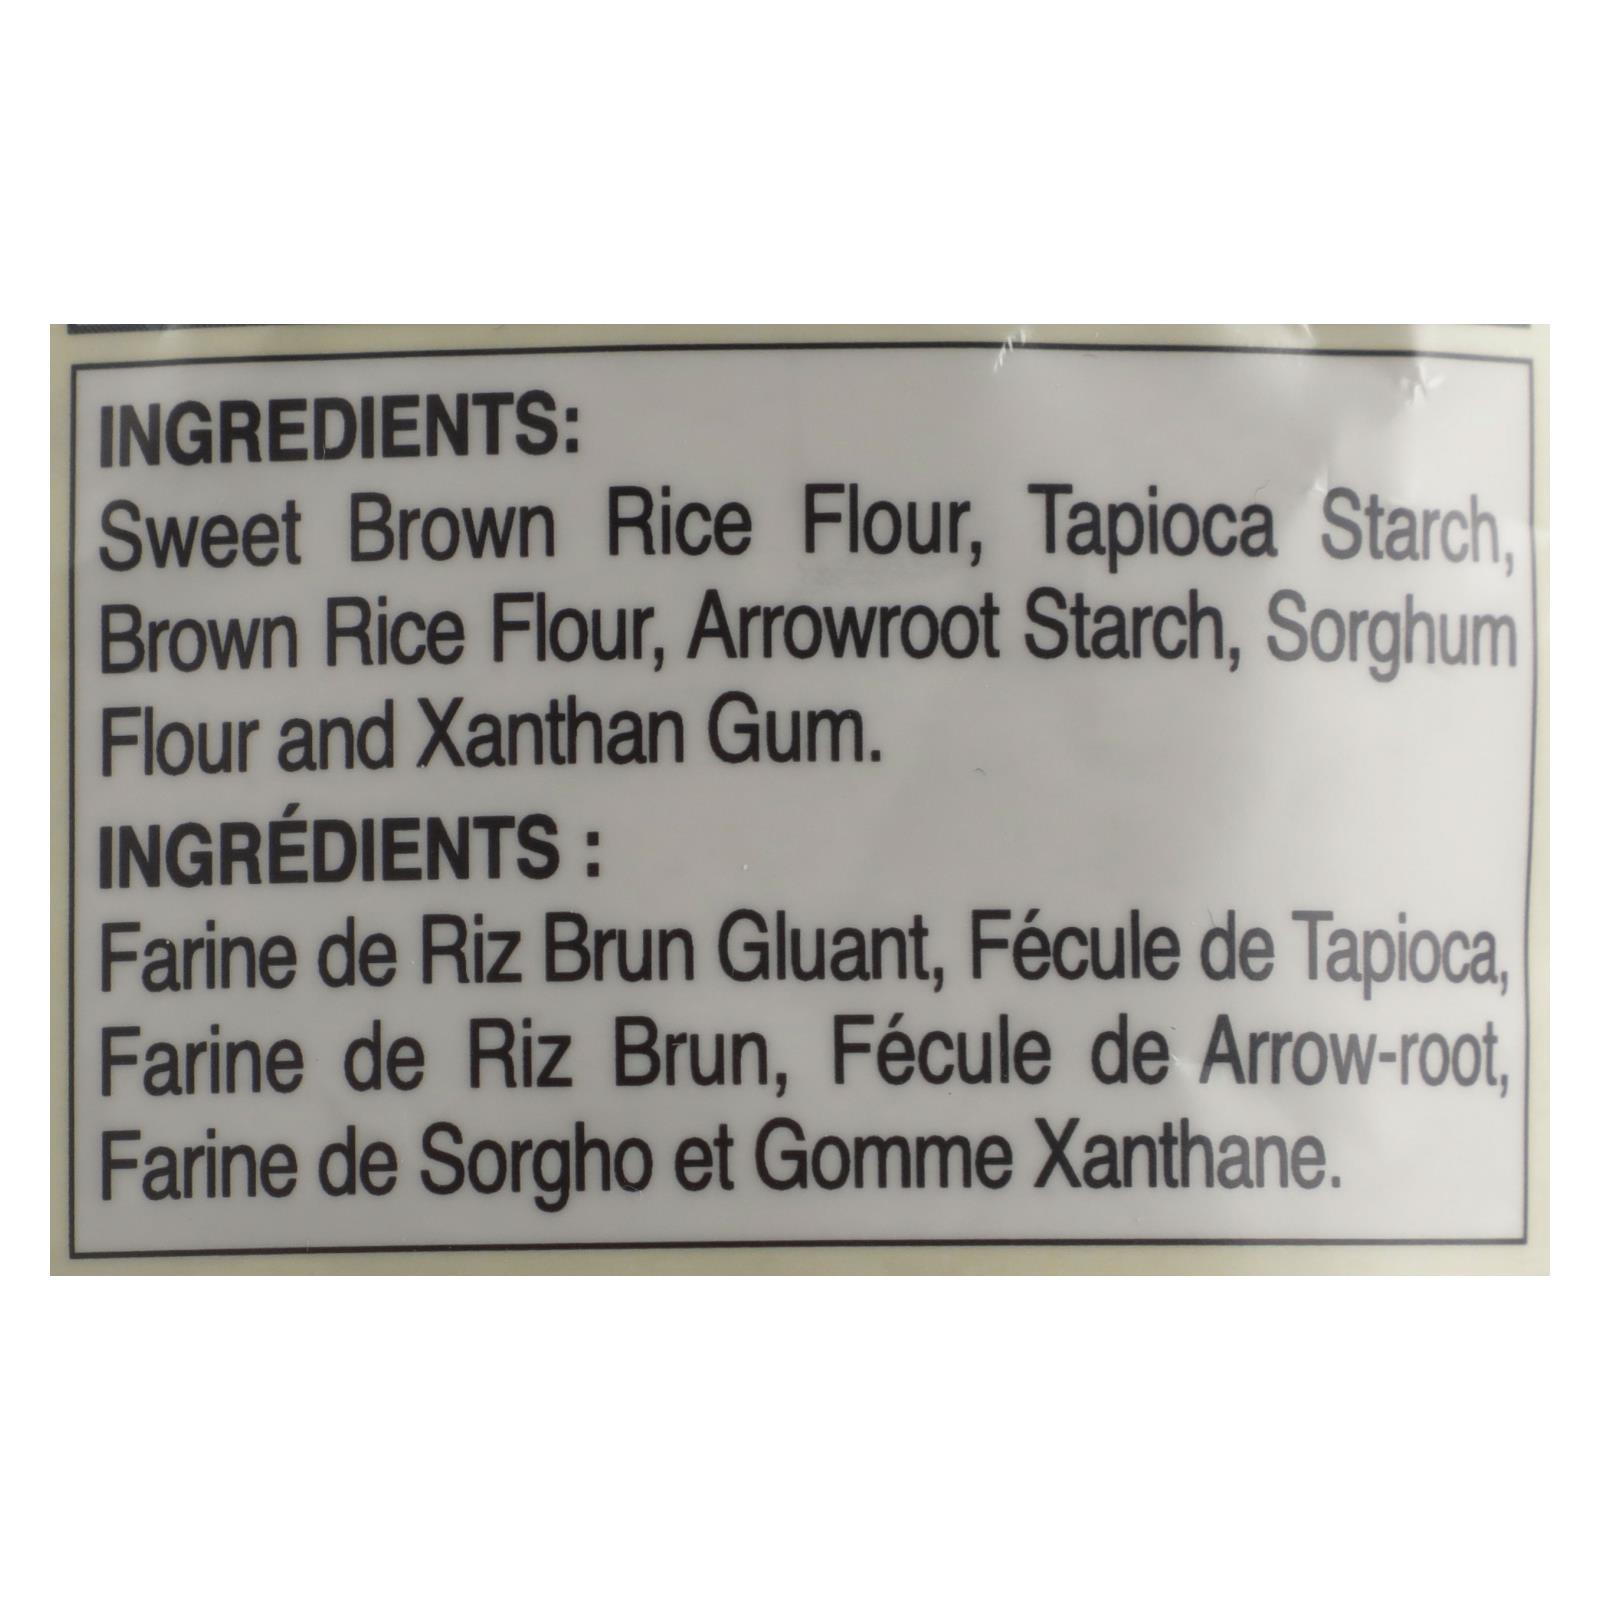 INGREDIENTS:
Sweet Brown Rice Flour, Tapioca Starch,
Brown Rice Flour, Arrowroot Starch, Sorghum
Flour and Xanthan Gum.
INGRÉDIENTS :
Farine de Riz Brun Gluant, Fécule de Tapioca,
Farine de Riz Brun, Fécule de Arrow-root,
Farine de Sorgho et Gomme Xanthane.